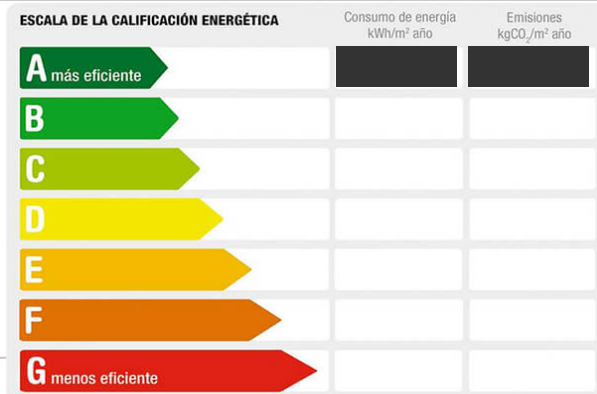 ESCALA DE LA CALIFICACIÓN ENERGÉTICA
Consumo de energía
kWh/m² año
Emisiones
kgCO₂/m² año
A más eficiente
B
C
D
E
F
G menos eficiente